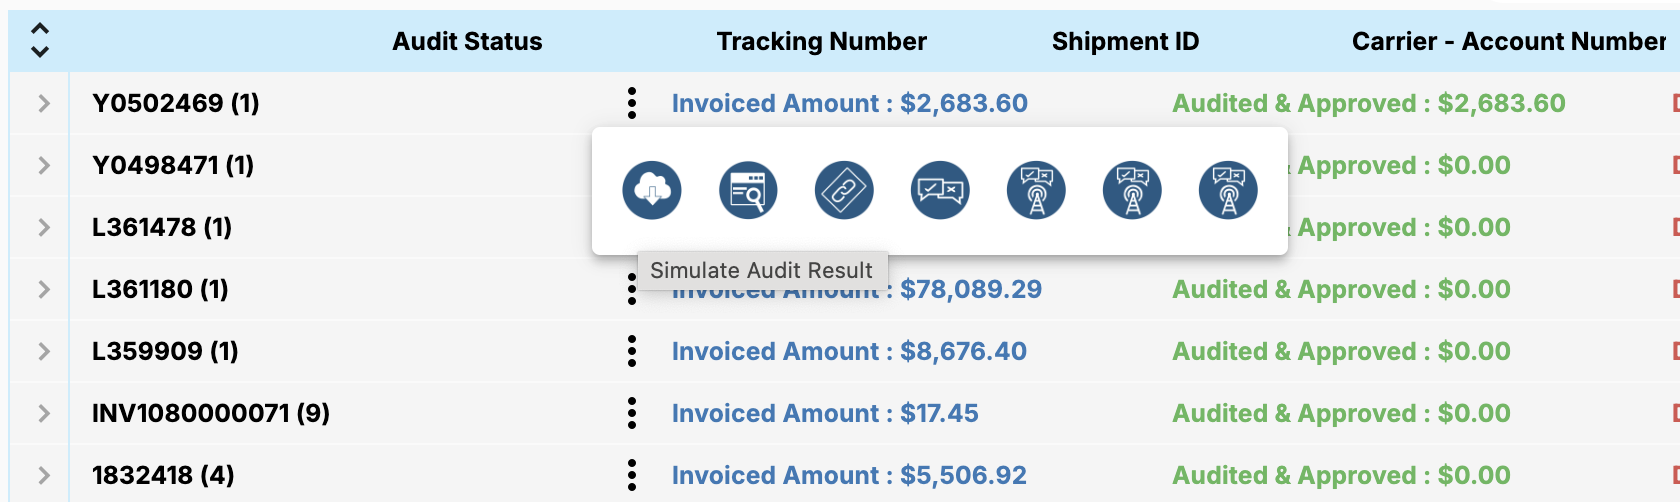 Audit Status Tracking Number Shipment ID Carrier - Account Number
Y0502469 (1) Invoiced Amount : $2,683.60 Audited & Approved : $2,683.60
Y0498471 (1) & Approved : $0.00
L361478 (1) & Approved : $0.00
Simulate Audit Result
L361180 (1) Invoiced Amount : $78,089.29 Audited & Approved : $0.00
L359909 (1) Invoiced Amount : $8,676.40 Audited & Approved : $0.00
INV1080000071 (9) Invoiced Amount : $17.45 Audited & Approved : $0.00
1832418 (4) Invoiced Amount : $5,506.92 Audited & Approved : $0.00